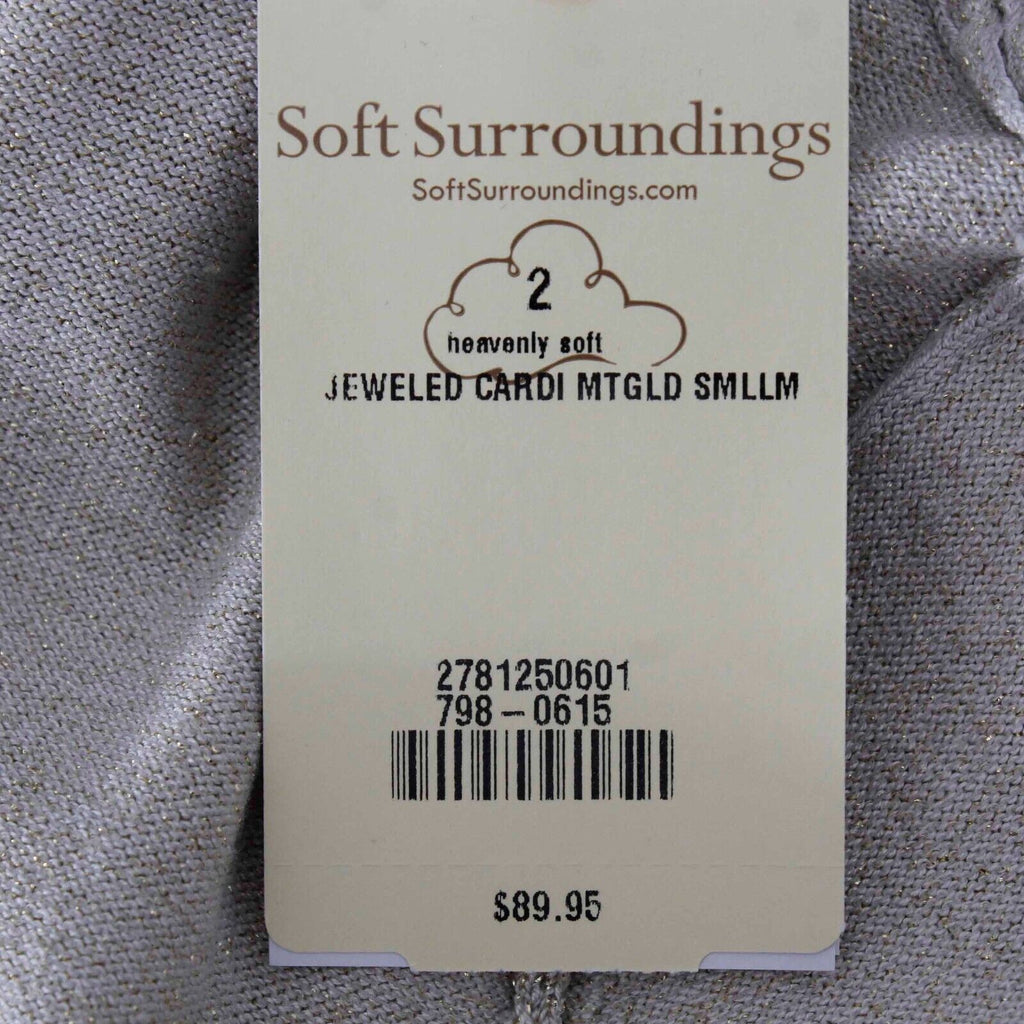 Soft Surroundings
SoftSurroundings.com
2
heavenly soft
JEWELED CARDI MTGLD SMLLM
2781250601
798-0615
$89.95